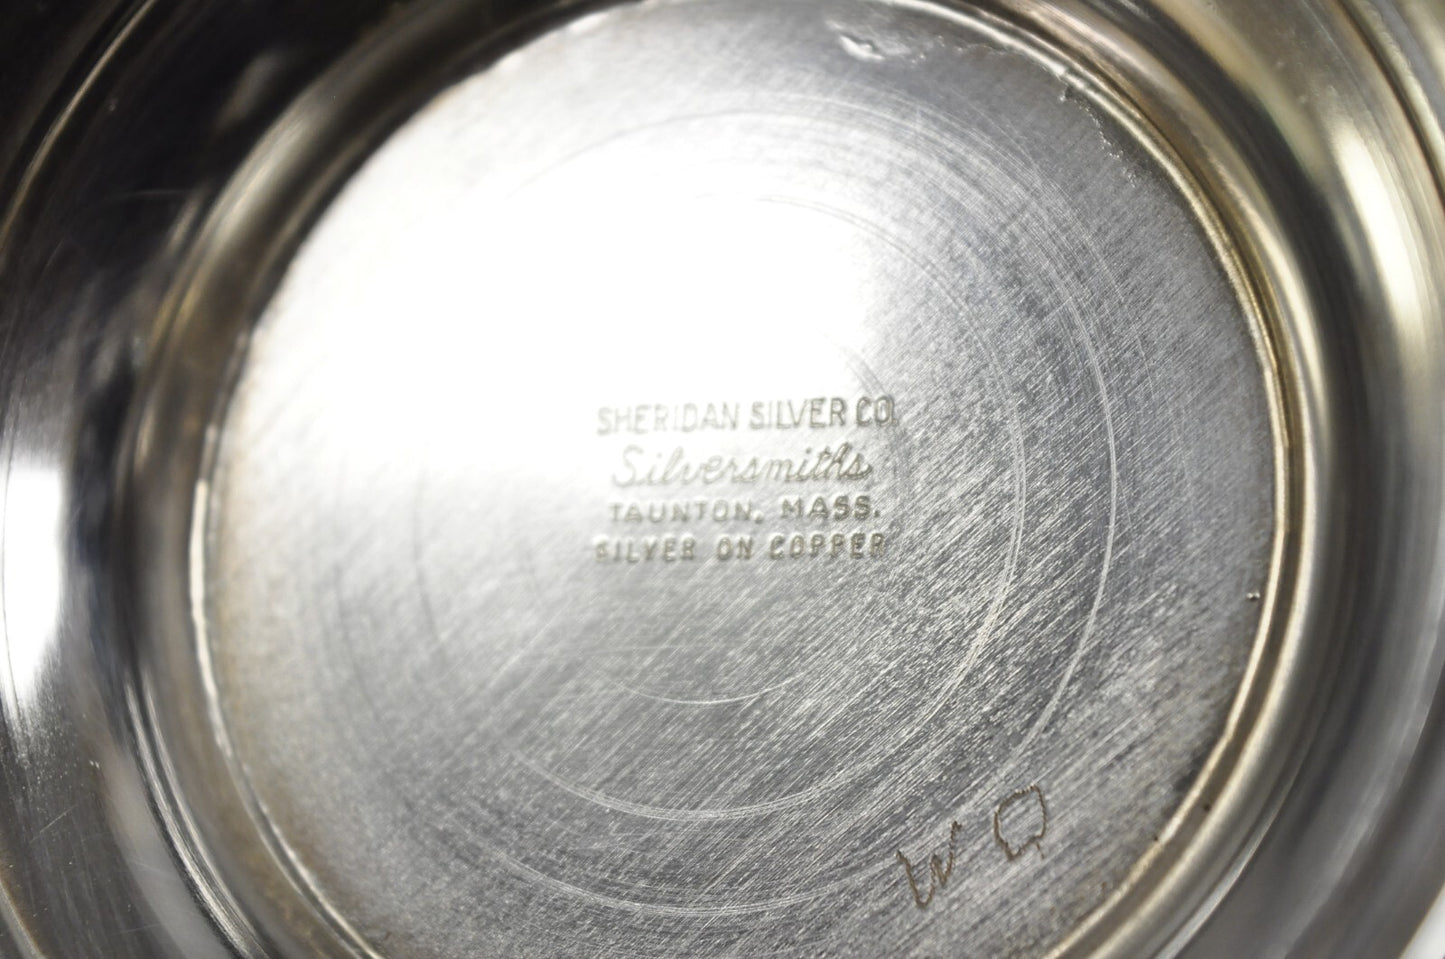 SHERIDAN SILVER CO.
Silversmiths
TAUNTON, MASS.
SILVER ON COPPER